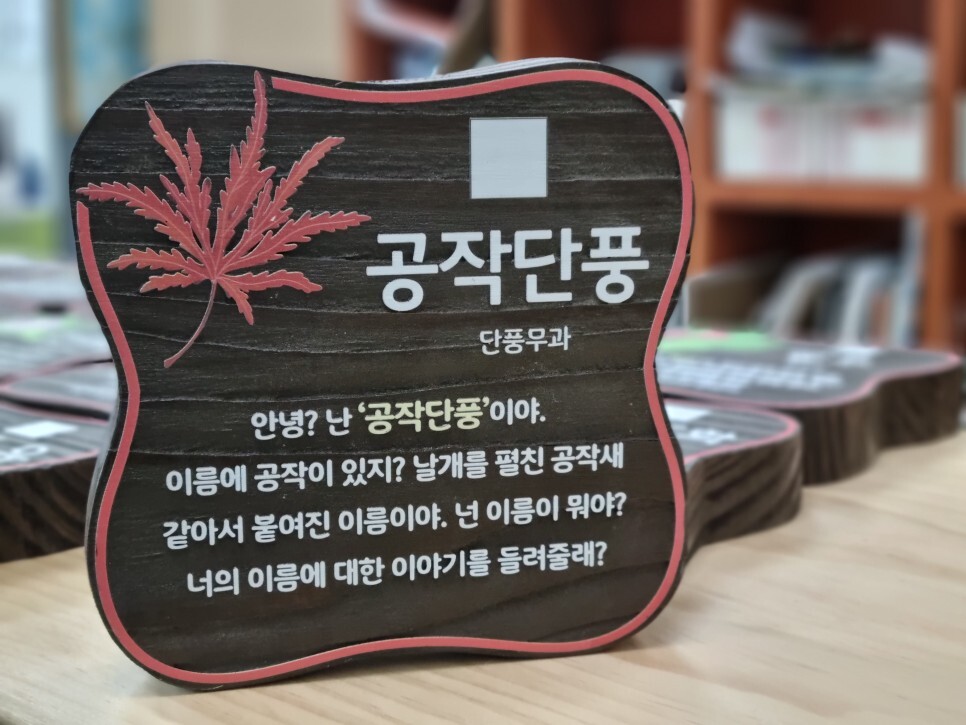 공작단풍
단풍무과
안녕? 난 ‘공작단풍’이야.
이름에 공작이 있지? 날개를 펼친 공작새
같아서 붙여진 이름이야. 넌 이름이 뭐야?
너의 이름에 대한 이야기를 들려줄래?